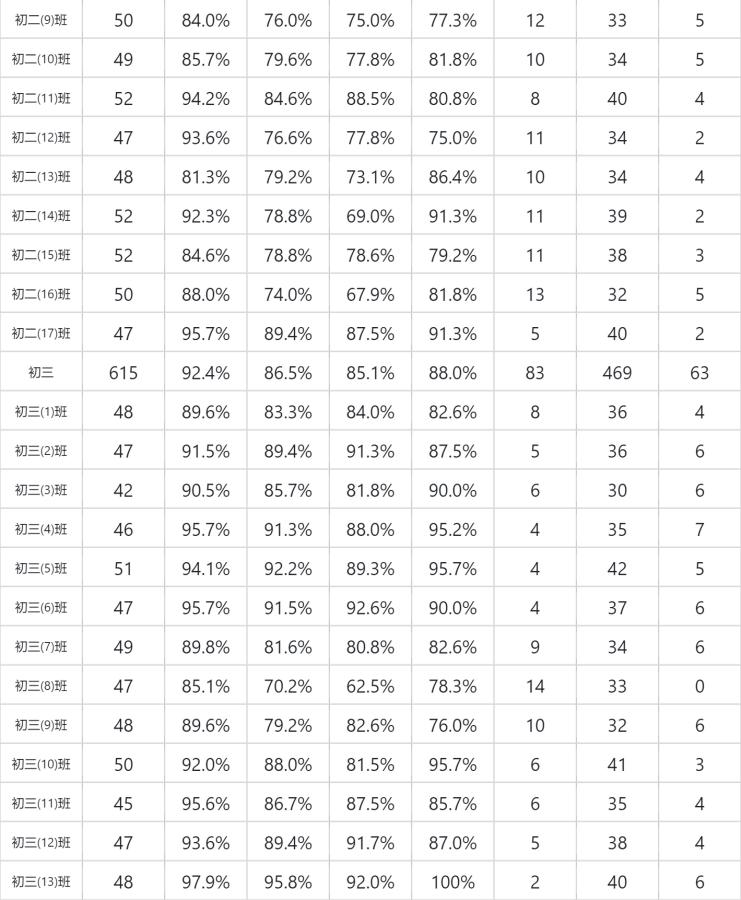 初二(9)班 50 84.0% 76.0% 75.0% 77.3% 12 33 5
初二(10)班 49 85.7% 79.6% 77.8% 81.8% 10 34 5
初二(11)班 52 94.2% 84.6% 88.5% 80.8% 8 40 4
初二(12)班 47 93.6% 76.6% 77.8% 75.0% 11 34 2
初二(13)班 48 81.3% 79.2% 73.1% 86.4% 10 34 4
初二(14)班 52 92.3% 78.8% 69.0% 91.3% 11 39 2
初二(15)班 52 84.6% 78.8% 78.6% 79.2% 11 38 3
初二(16)班 50 88.0% 74.0% 67.9% 81.8% 13 32 5
初二(17)班 47 95.7% 89.4% 87.5% 91.3% 5 40 2
初三 615 92.4% 86.5% 85.1% 88.0% 83 469 63
初三(1)班 48 89.6% 83.3% 84.0% 82.6% 8 36 4
初三(2)班 47 91.5% 89.4% 91.3% 87.5% 5 36 6
初三(3)班 42 90.5% 85.7% 81.8% 90.0% 6 30 6
初三(4)班 46 95.7% 91.3% 88.0% 95.2% 4 35 7
初三(5)班 51 94.1% 92.2% 89.3% 95.7% 4 42 5
初三(6)班 47 95.7% 91.5% 92.6% 90.0% 4 37 6
初三(7)班 49 89.8% 81.6% 80.8% 82.6% 9 34 6
初三(8)班 47 85.1% 70.2% 62.5% 78.3% 14 33 0
初三(9)班 48 89.6% 79.2% 82.6% 76.0% 10 32 6
初三(10)班 50 92.0% 88.0% 81.5% 95.7% 6 41 3
初三(11)班 45 95.6% 86.7% 87.5% 85.7% 6 35 4
初三(12)班 47 93.6% 89.4% 91.7% 87.0% 5 38 4
初三(13)班 48 97.9% 95.8% 92.0% 100% 2 40 6